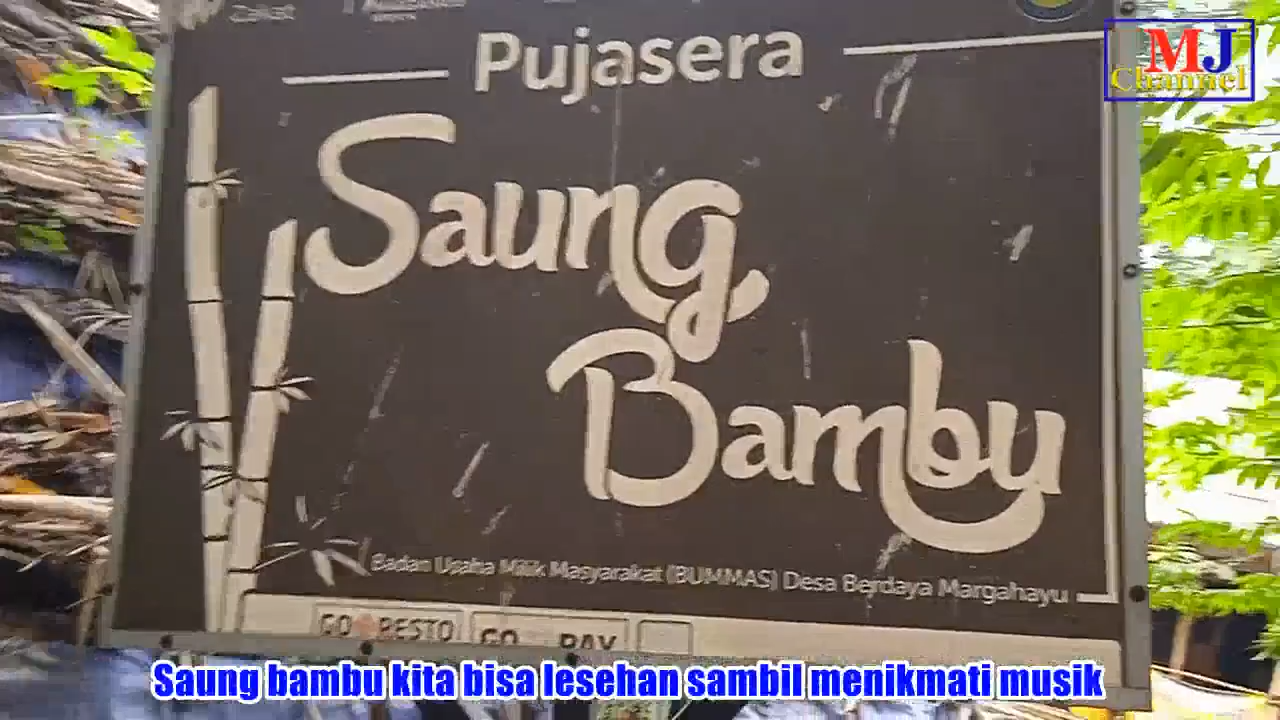 MJ
Channel
Pujasera
Saung
Bambu
Badan Usaha Milik Masyarakat (BUMMAS) Desa Berdaya Margahayu
GO RESTO GO PAY
Saung bambu kita bisa lesehan sambil menikmati musik